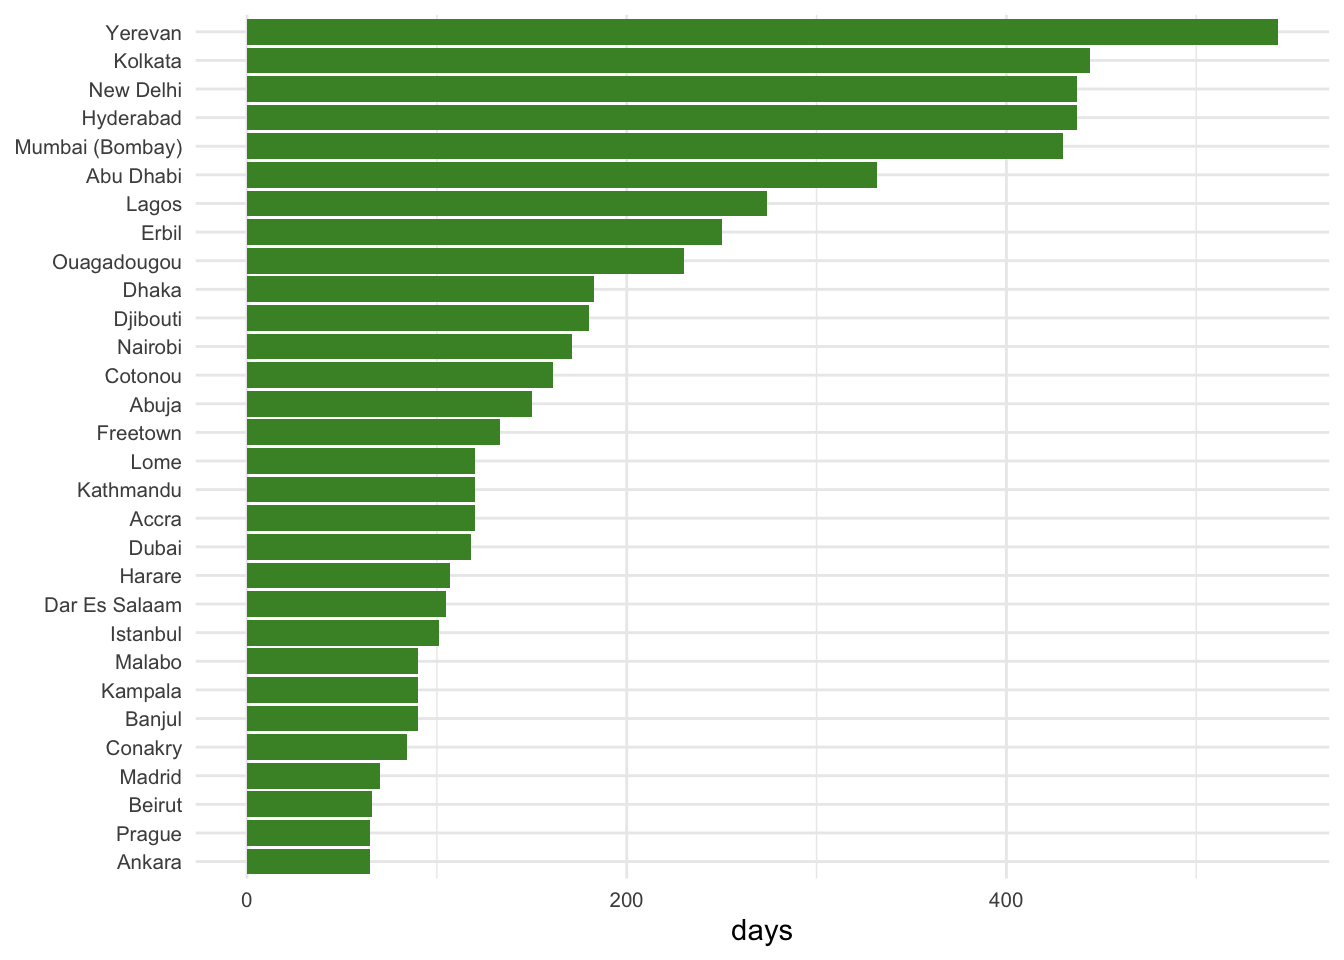 Yerevan
Kolkata
New Delhi
Hyderabad
Mumbai (Bombay)
Abu Dhabi
Lagos
Erbil
Ouagadougou
Dhaka
Djibouti
Nairobi
Cotonou
Abuja
Freetown
Lome
Kathmandu
Accra
Dubai
Harare
Dar Es Salaam
Istanbul
Malabo
Kampala
Banjul
Conakry
Madrid
Beirut
Prague
Ankara
0 200 400
days